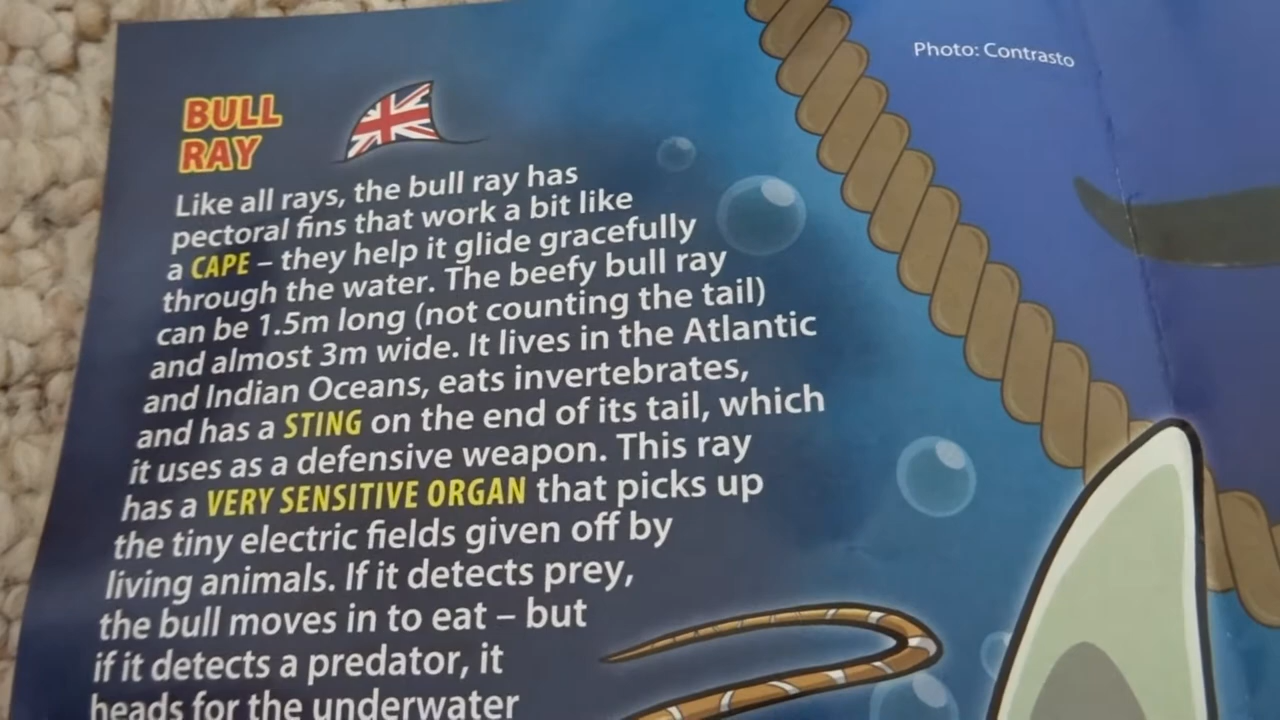 Photo: Contrasto
BULL
RAY
Like all rays, the bull ray has
pectoral fins that work a bit like
a CAPE – they help it glide gracefully
through the water. The beefy bull ray
can be 1.5m long (not counting the tail)
and almost 3m wide. It lives in the Atlantic
and Indian Oceans, eats invertebrates,
and has a STING on the end of its tail, which
it uses as a defensive weapon. This ray
has a VERY SENSITIVE ORGAN that picks up
the tiny electric fields given off by
living animals. If it detects prey,
the bull moves in to eat – but
if it detects a predator, it
heads for the underwater